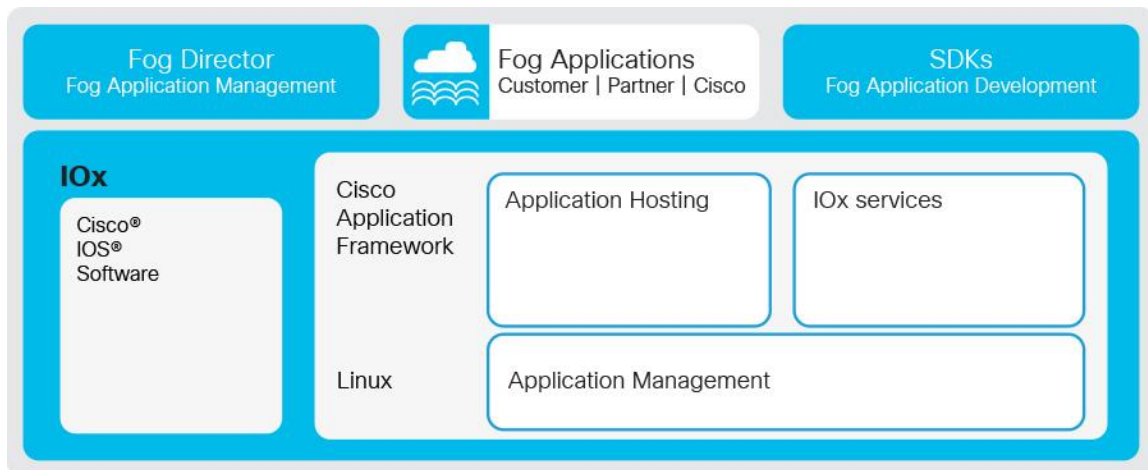 Fog Director
Fog Application Management
Fog Applications
Customer | Partner | Cisco
SDKs
Fog Application Development
IOx
Cisco®
IOS®
Software
Cisco
Application
Framework
Application Hosting
IOx services
Linux
Application Management